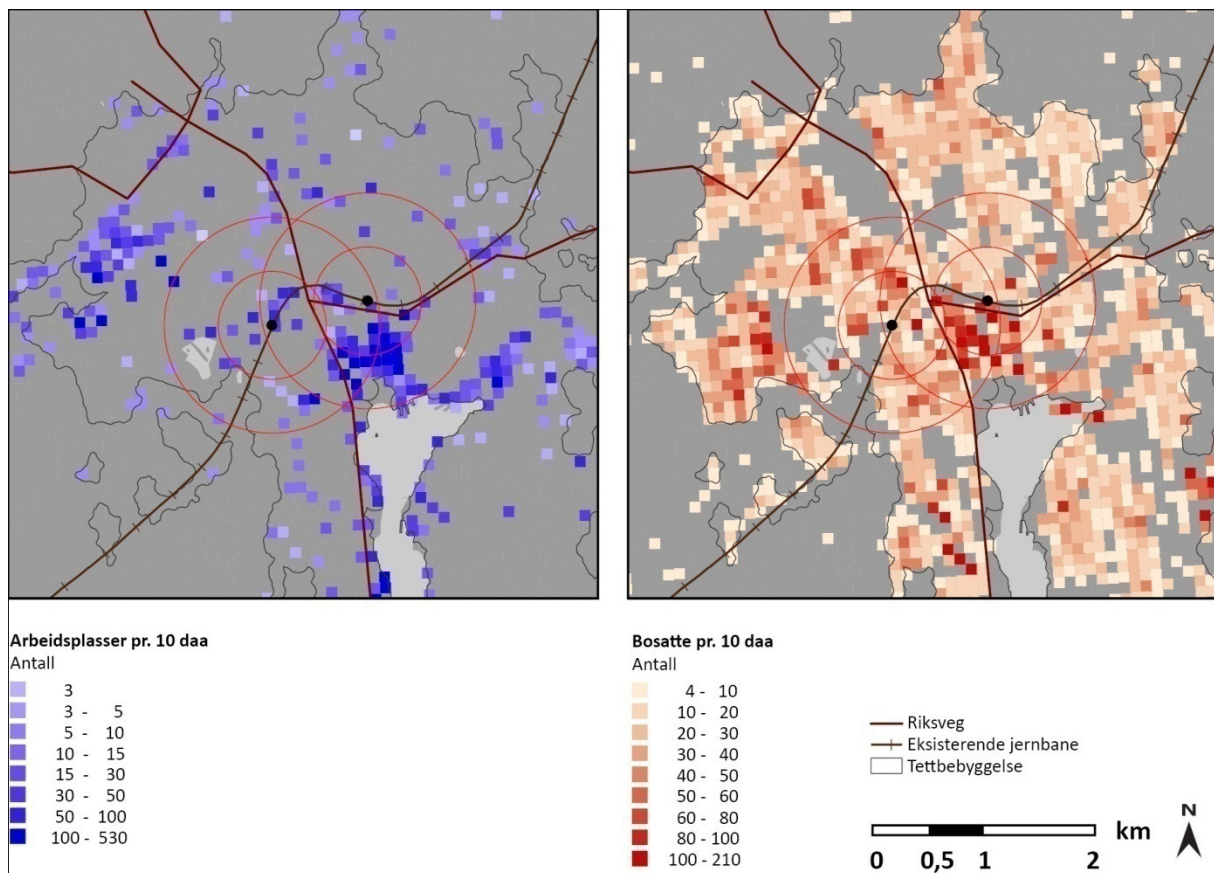 Arbeidsplasser pr. 10 daa
Antall
3
3 - 5
5 - 10
10 - 15
15 - 30
30 - 50
50 - 100
100 - 530
Bosatte pr. 10 daa
Antall
4 - 10
10 - 20
20 - 30
30 - 40
40 - 50
50 - 60
60 - 80
80 - 100
100 - 210
Riksveg
Eksisterende jernbane
Tettbebyggelse
km
0 0,5 1 2
N